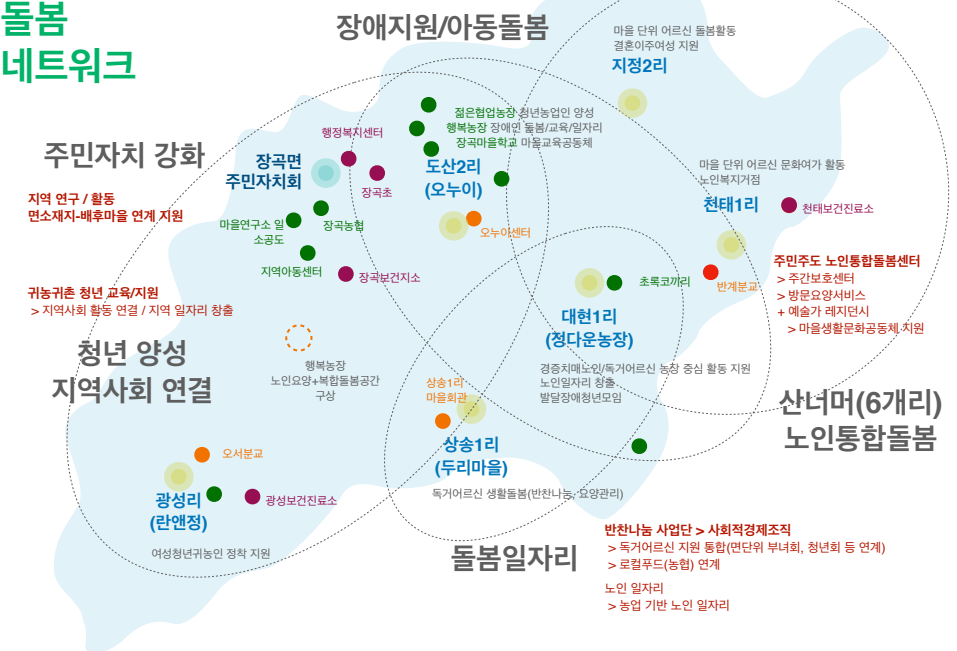 돌봄
네트워크
장애지원/아동돌봄
마을 단위 어르신 돌봄활동
결혼이주여성 지원
지정2리
젊은협업농장 청년농업인 양성
행복농장 장애인 돌봄/교육/일자리
장곡마을학교 마을교육공동체
도산2리
(오누이)
오누이센터
행정복지센터
장곡면
주민자치회
장곡초
주민자치 강화
지역 연구 / 활동
면소재지-배후마을 연계 지원
마을연구소 일
소공도
장곡농협
지역아동센터
장곡보건지소
마을 단위 어르신 문화여가 활동
노인복지거점
천태1리
천태보건진료소
반계분교
주민주도 노인통합돌봄센터
> 주간보호센터
> 방문요양서비스
+ 예술가 레지던시
> 마을생활문화공동체 지원
초록코끼리
대현1리
(정다운농장)
경증치매노인/독거어르신 농장 중심 활동 지원
노인일자리 창출
발달장애청년모임
귀농귀촌 청년 교육/지원
> 지역사회 활동 연결 / 지역 일자리 창출
청년 양성
지역사회 연결
행복농장
노인요양+복합돌봄공간
구상
상송1리
마을회관
상송1리
(두리마을)
독거어르신 생활돌봄(반찬나눔, 요양관리)
산너머(6개리)
노인통합돌봄
오서분교
광성리
(란앤정)
광성보건진료소
여성청년귀농인 정착 지원
돌봄일자리
반찬나눔 사업단 > 사회적경제조직
> 독거어르신 지원 통합(면단위 부녀회, 청년회 등 연계)
> 로컬푸드(농협) 연계
노인 일자리
> 농업 기반 노인 일자리